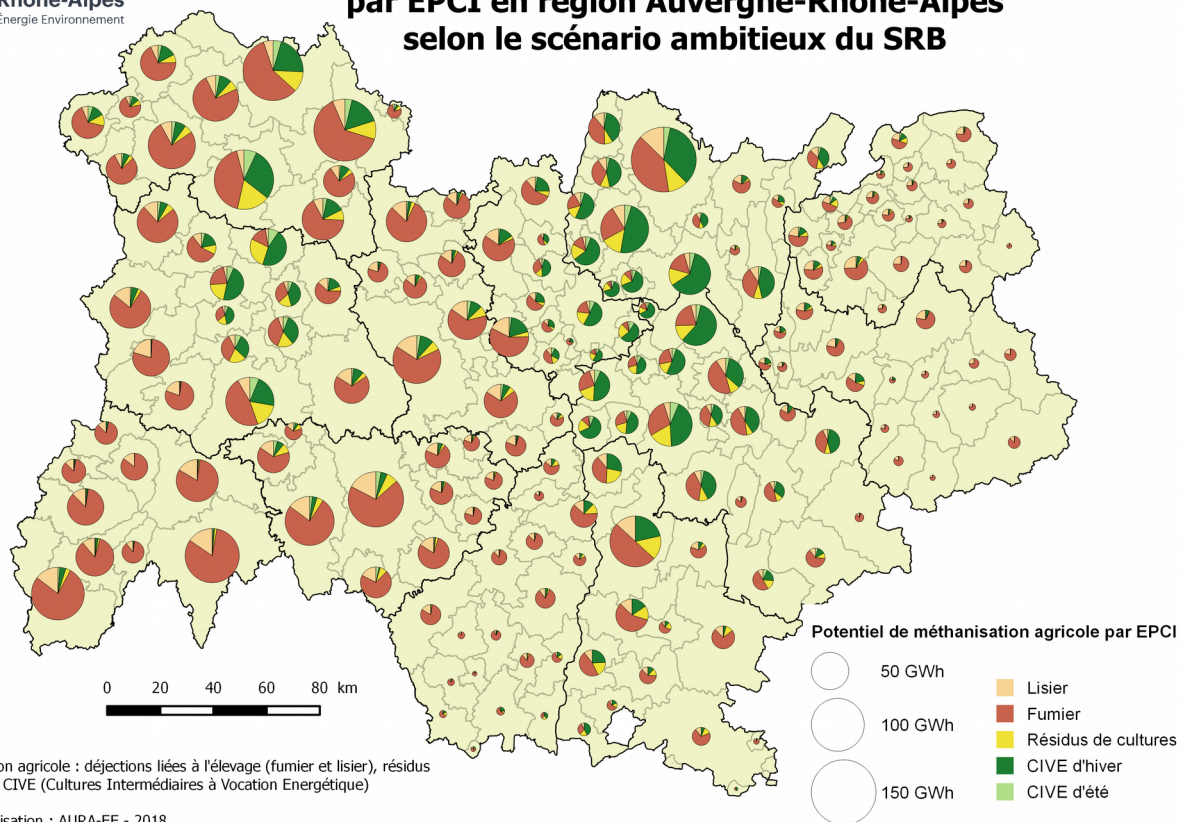 Rhône-Alpes
Énergie Environnement
par EPCI en région Auvergne-Rhône-Alpes
selon le scénario ambitieux du SRB
Potentiel de méthanisation agricole par EPCI
50 GWh
100 GWh
150 GWh
Lisier
Fumier
Résidus de cultures
CIVE d'hiver
CIVE d'été
0 20 40 60 80 km
on agricole : déjections liées à l'élevage (fumier et lisier), résidus
CIVE (Cultures Intermédiaires à Vocation Energétique)
isation : AURA-EE - 2018